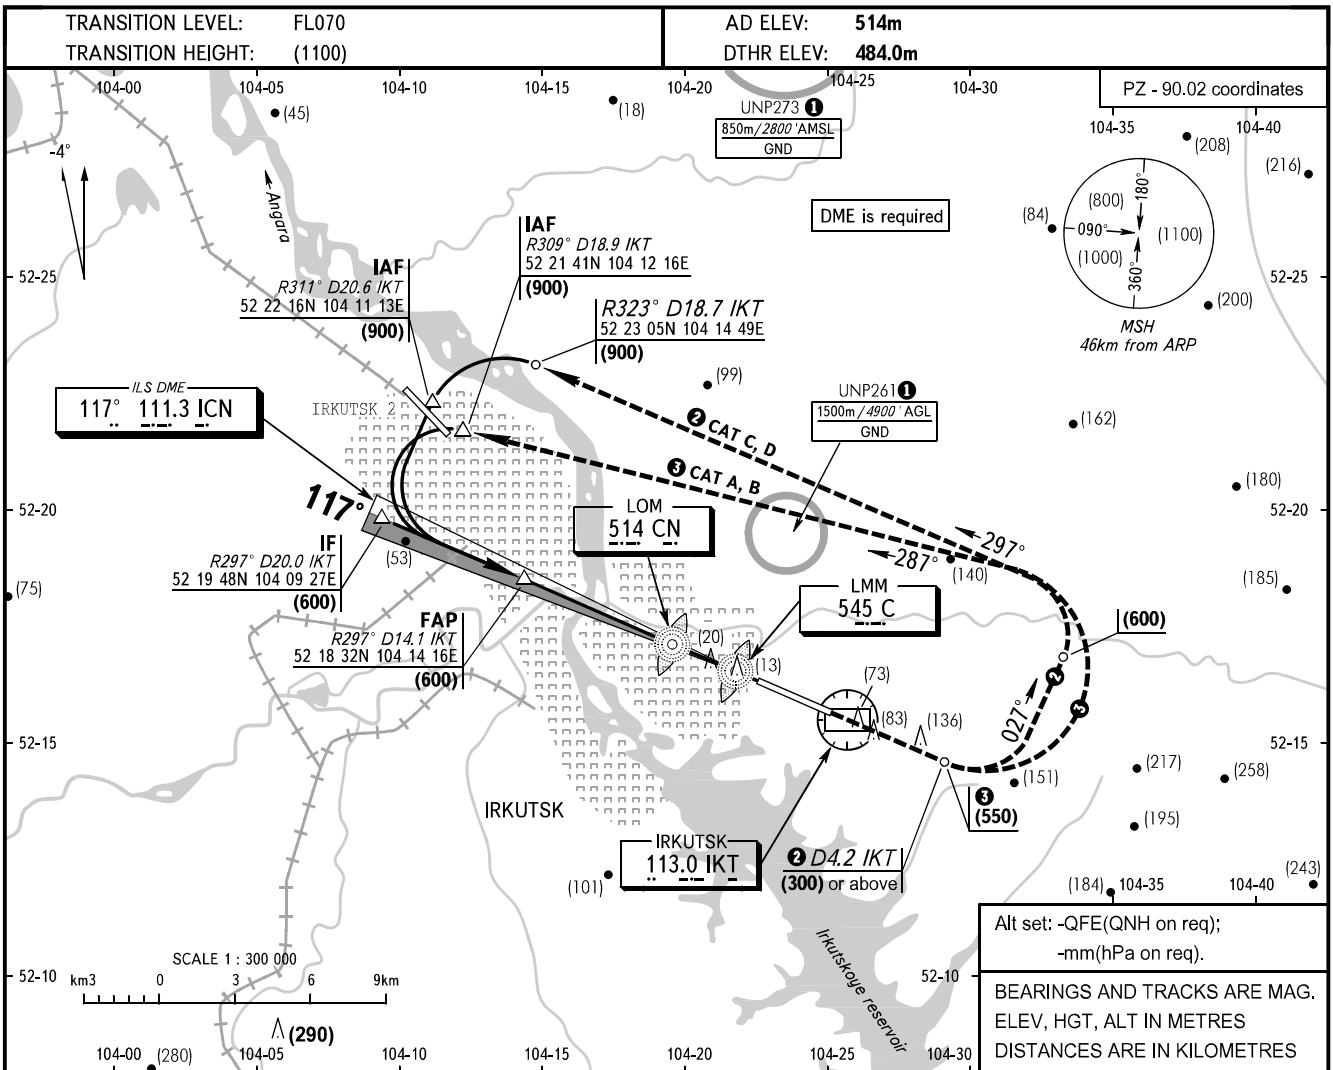 TRANSITION LEVEL: FL070
TRANSITION HEIGHT: (1100)
AD ELEV: 514m
DTHR ELEV: 484.0m
104-00 104-05 104-10 104-15 104-20 104-25 104-30
PZ - 90.02 coordinates
104-35 104-40
(45)
(18)
UNP273 1
850m/2800'AMSL
GND
(208)
(216)
-4°
Angara
DME is required
(84)
180°
(800)
090°
(1100)
(1000)
360°
MSH
46km from ARP
(200)
52-25
52-25
IAF
R309° D18.9 IKT
52 21 41N 104 12 16E
(900)
IAF
R311° D20.6 IKT
52 22 16N 104 11 13E
(900)
R323° D18.7 IKT
52 23 05N 104 14 49E
(900)
ILS DME
117° 111.3 ICN
IRKUTSK 2
(99)
UNP261 1
1500m/4900'AGL
GND
(162)
2 CAT C, D
3 CAT A, B
(180)
52-20
117°
LOM
514 CN
297°
287°
52-20
IF
R297° D20.0 IKT
52 19 48N 104 09 27E
(600)
(53)
(140)
(185)
(75)
LMM
545 C
(600)
FAP
R297° D14.1 IKT
52 18 32N 104 14 16E
(600)
(20)
(13)
(73)
(83)
(136)
027°
2
3
52-15
52-15
(217)
(258)
(151)
3
(550)
(195)
IRKUTSK
IRKUTSK
113.0 IKT
2 D4.2 IKT
(300) or above
(101)
(243)
(184) 104-35 104-40
Alt set: -QFE(QNH on req);
-mm(hPa on req).
Irkutskoye reservoir
SCALE 1 : 300 000
km3 0 3 6 9km
52-10
52-10
BEARINGS AND TRACKS ARE MAG.
ELEV, HGT, ALT IN METRES
DISTANCES ARE IN KILOMETRES
(290)
104-00 (280) 104-05 104-10 104-15 104-20 104-25 104-30